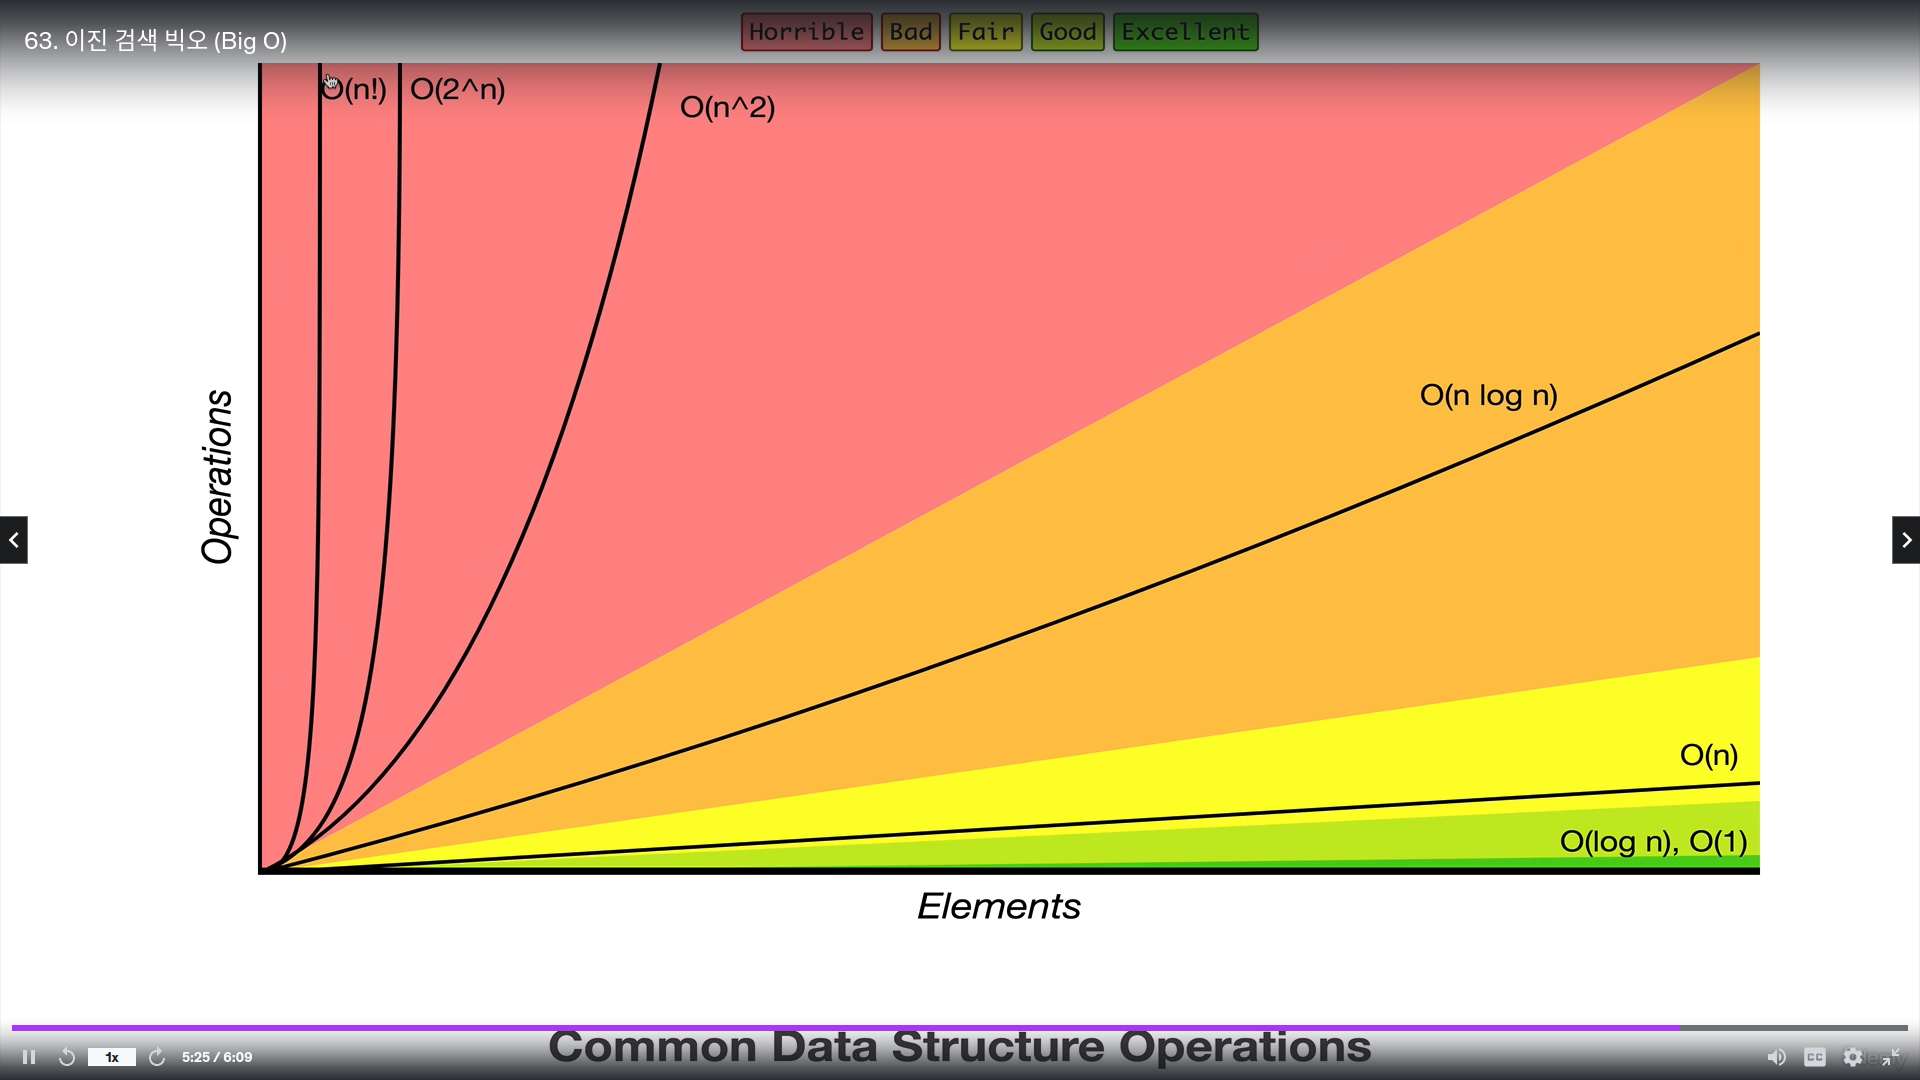 63. 이진 검색 빅오 (Big O)
Horrible Bad Fair Good Excellent
O(n!) O(2^n)
O(n^2)
O(n log n)
Operations
O(n)
O(log n), O(1)
Elements
Common Data Structure Operations
1x 5:25 / 6:09 CC